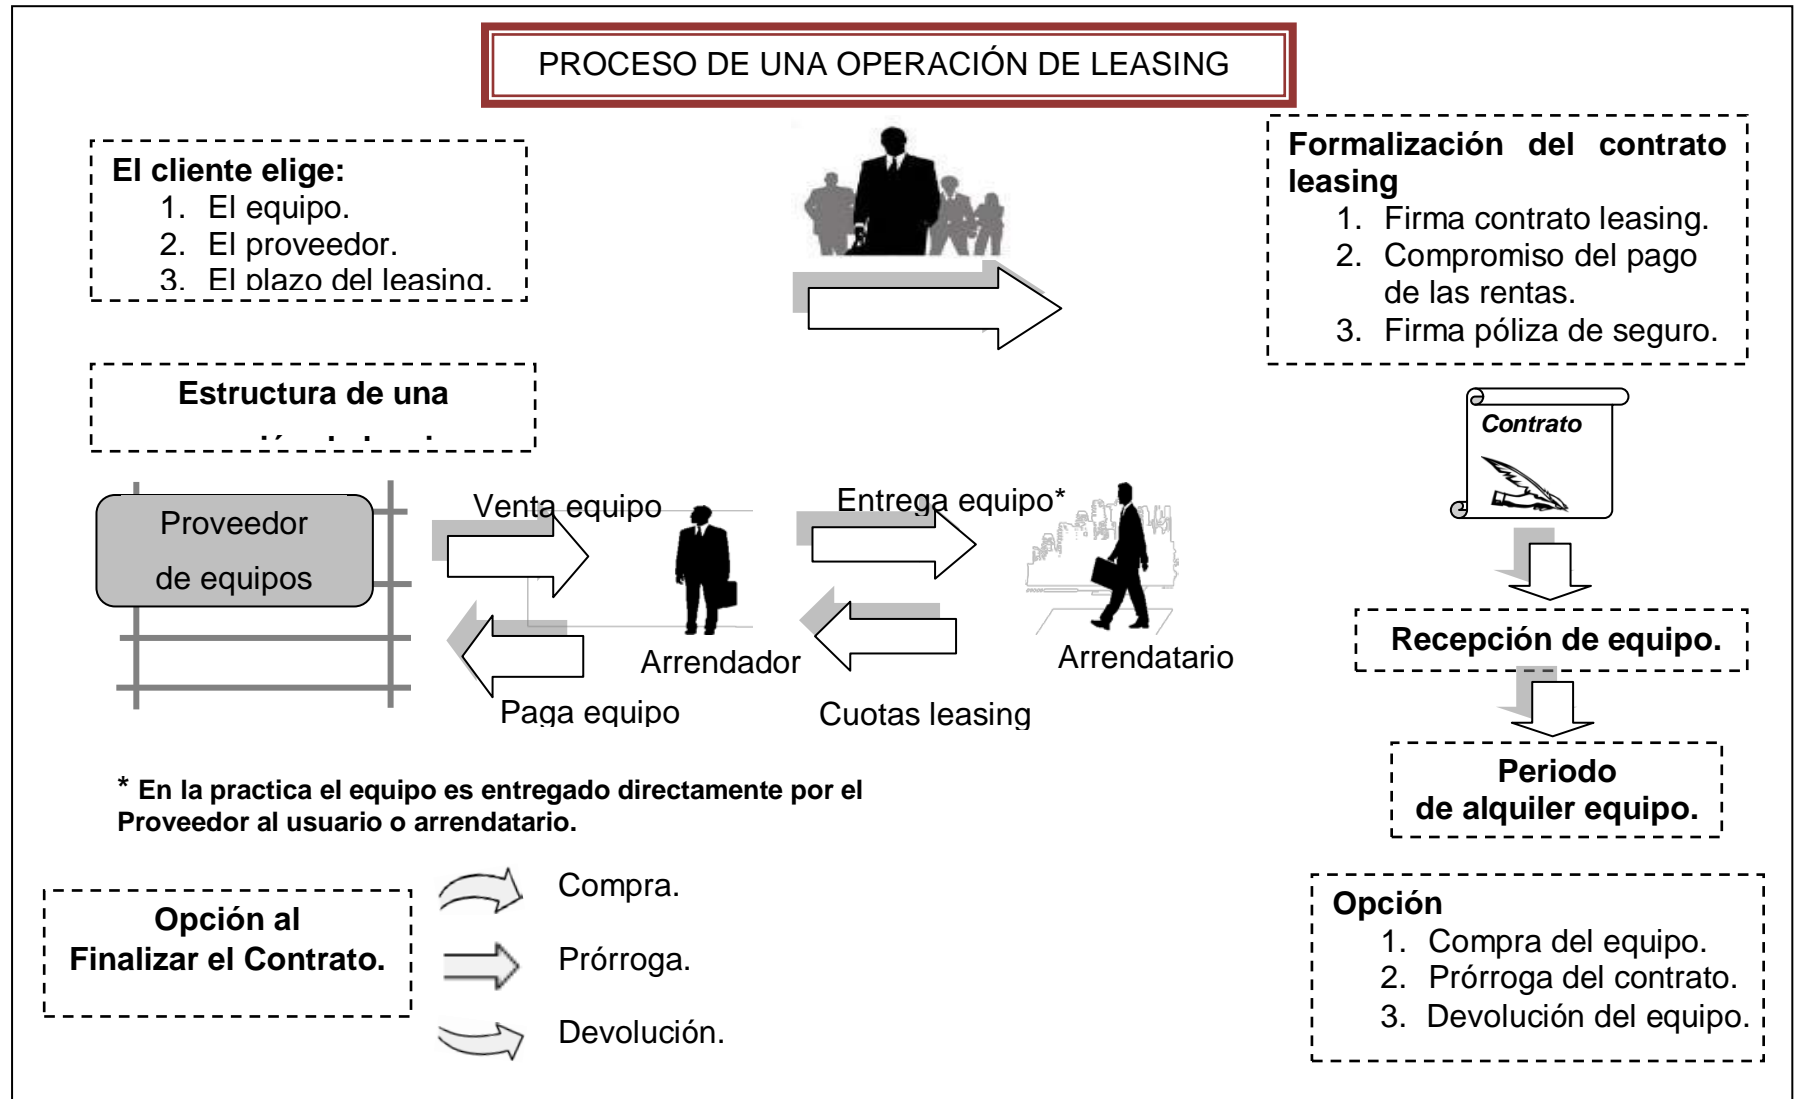 PROCESO DE UNA OPERACIÓN DE LEASING
El cliente elige:
1. El equipo.
2. El proveedor.
3. El plazo del leasing.
Formalización del contrato
leasing
1. Firma contrato leasing.
2. Compromiso del pago
de las rentas.
3. Firma póliza de seguro.
Estructura de una
Contrato
Proveedor
de equipos
Venta equipo
Entrega equipo*
Arrendador
Arrendatario
Paga equipo
Cuotas leasing
Recepción de equipo.
Periodo
de alquiler equipo.
* En la practica el equipo es entregado directamente por el
Proveedor al usuario o arrendatario.
Opción al
Finalizar el Contrato.
Compra.
Prórroga.
Devolución.
Opción
1. Compra del equipo.
2. Prórroga del contrato.
3. Devolución del equipo.